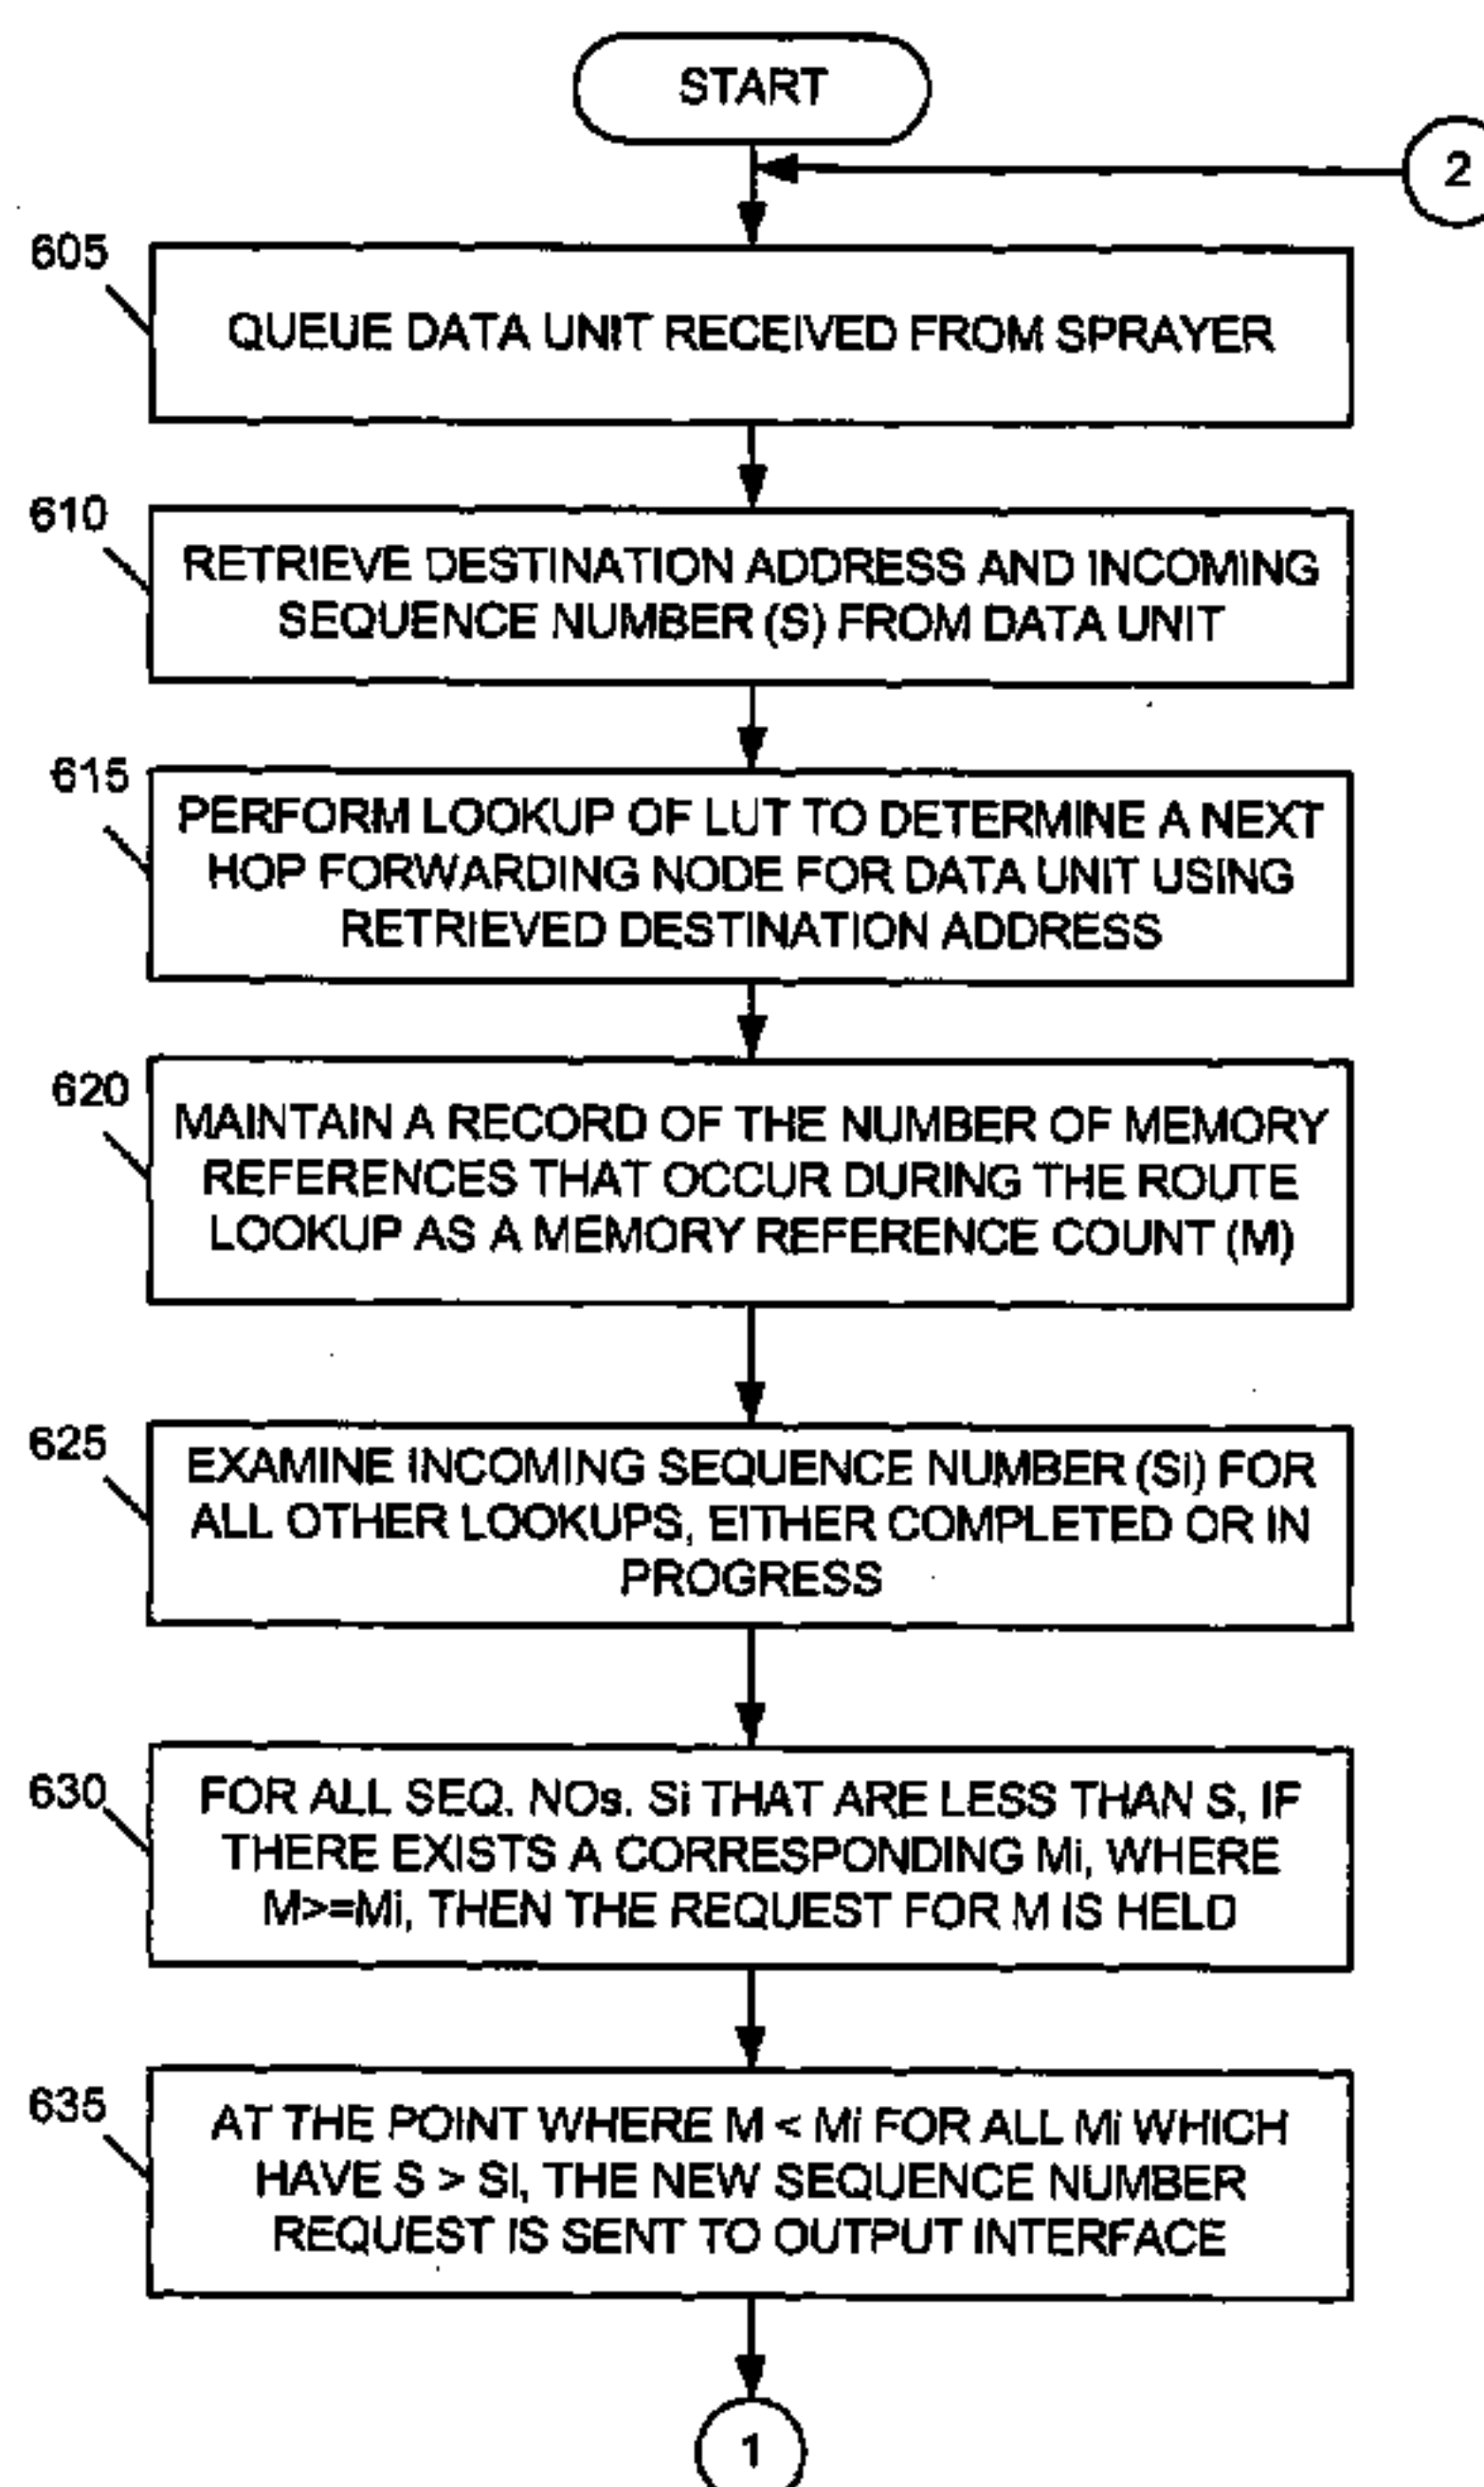 START
2
605
QUEUE DATA UNIT RECEIVED FROM SPRAYER
610
RETRIEVE DESTINATION ADDRESS AND INCOMING
SEQUENCE NUMBER (S) FROM DATA UNIT
615
PERFORM LOOKUP OF LUT TO DETERMINE A NEXT
HOP FORWARDING NODE FOR DATA UNIT USING
RETRIEVED DESTINATION ADDRESS
620
MAINTAIN A RECORD OF THE NUMBER OF MEMORY
REFERENCES THAT OCCUR DURING THE ROUTE
LOOKUP AS A MEMORY REFERENCE COUNT (M)
625
EXAMINE INCOMING SEQUENCE NUMBER (Si) FOR
ALL OTHER LOOKUPS, EITHER COMPLETED OR IN
PROGRESS
630
FOR ALL SEQ. NOs. Si THAT ARE LESS THAN S, IF
THERE EXISTS A CORRESPONDING Mi, WHERE
M>=Mi, THEN THE REQUEST FOR M IS HELD
635
AT THE POINT WHERE M < Mi FOR ALL Mi WHICH
HAVE S > Si, THE NEW SEQUENCE NUMBER
REQUEST IS SENT TO OUTPUT INTERFACE
1